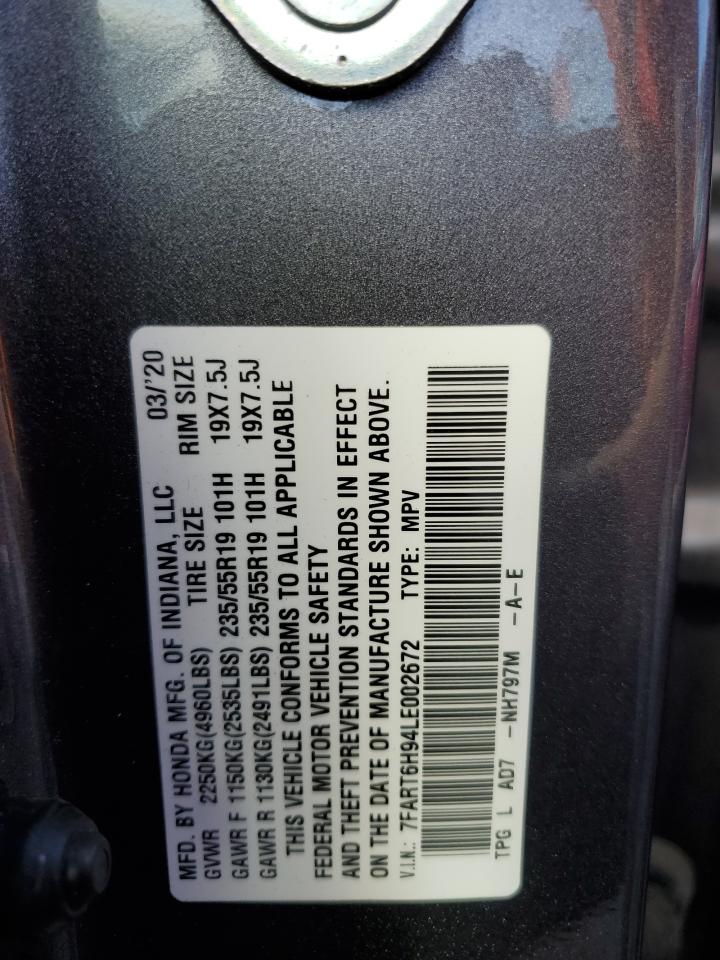 MFD. BY HONDA MFG. OF INDIANA, LLC 03/'20
GVWR 2250KG(4960LBS) TIRE SIZE RIM SIZE
GAWR F 1150KG(2535LBS) 235/55R19 101H 19X7.5J
GAWR R 1130KG(2491LBS) 235/55R19 101H 19X7.5J
THIS VEHICLE CONFORMS TO ALL APPLICABLE
FEDERAL MOTOR VEHICLE SAFETY
AND THEFT PREVENTION STANDARDS IN EFFECT
ON THE DATE OF MANUFACTURE SHOWN ABOVE.
V.I.N.: 7FART6H94LE002672 TYPE: MPV
TPG L AD7 -NH797M -A-E